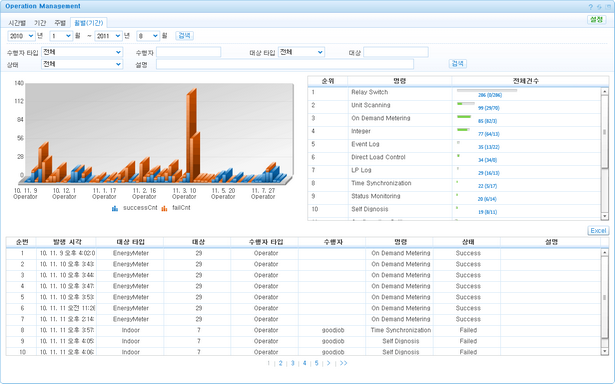 Operation Management
설정
시간별 기간 주별 월별(기간)
2010 년 1 월 ~ 2011 년 8 월 검색
수행자 타입 전체 수행자 대상 타입 전체 대상
상태 전체 설명 검색
140
120
100
80
60
40
20
0
10. 11. 9 10. 12. 1 11. 1. 18 11. 2. 16 11. 3. 10 11. 5. 20 11. 7. 27
Operator Operator Operator Operator Operator Operator Operator
successCnt failCnt
순위 명령 전체건수
1 Relay Switch 286 (0/286)
2 Unit Scanning 99 (29/70)
3 On Demand Metering 85 (82/3)
4 Integer 77 (64/13)
5 Event Log 35 (13/22)
6 Direct Load Control 34 (34/0)
7 LP Log 29 (16/13)
8 Time Synchronization 22 (5/17)
9 Status Monitoring 20 (6/14)
10 Self Dignosis 19 (8/11)
Excel
순번 발행 시각 대상 타입 대상 수행자 타입 수행자 명령 상태 설명
1 10. 11. 9 오후 4:02:0 EnergyMeter 29 Operator On Demand Metering Success
2 10. 11. 10 오후 3:43: EnergyMeter 29 Operator On Demand Metering Success
3 10. 11. 10 오후 3:44: EnergyMeter 29 Operator On Demand Metering Success
4 10. 11. 10 오후 3:47: EnergyMeter 29 Operator On Demand Metering Success
5 10. 11. 10 오후 3:53: EnergyMeter 29 Operator On Demand Metering Success
6 10. 11. 11 오전 11:26 EnergyMeter 29 Operator On Demand Metering Success
7 10. 11. 11 오후 2:14: EnergyMeter 29 Operator On Demand Metering Success
8 10. 11. 11 오후 3:57: Indoor 7 Operator goodjob Time Synchronization Failed
9 10. 11. 11 오후 4:05: Indoor 7 Operator goodjob Self Dignosis Failed
10 10. 11. 11 오후 4:06: Indoor 7 Operator goodjob Self Dignosis Failed
1 2 3 4 5 > >>